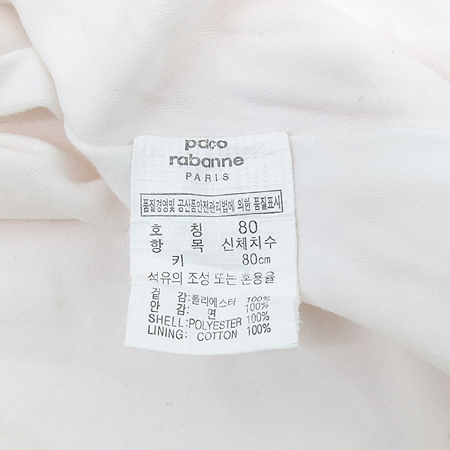 paco
rabanne
PARIS
품질경영및 공산품안전관리법에 의한 품질표시
호 칭 80
항 목 신체치수
키 80cm
섬유의 조성 또는 혼용율
겉 감:폴리에스터 100%
안 감: 면 100%
SHELL:POLYESTER 100%
LINING: COTTON 100%